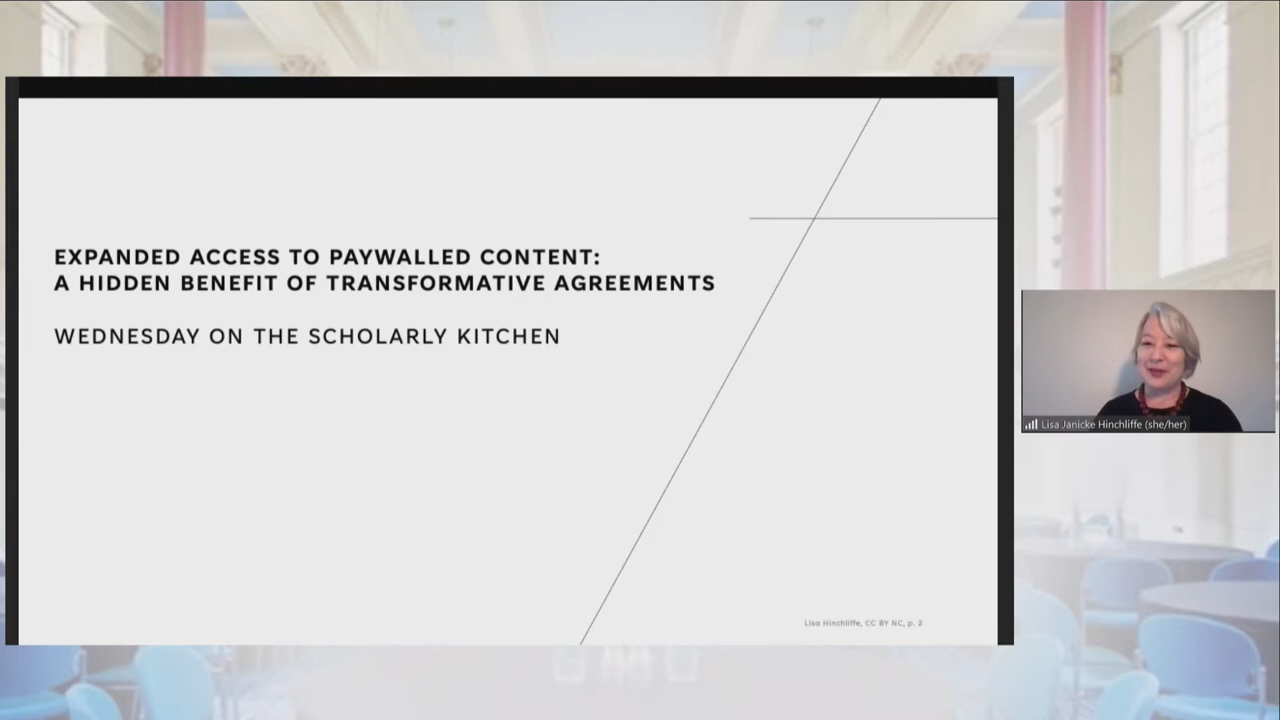 EXPANDED ACCESS TO PAYWALLED CONTENT:
A HIDDEN BENEFIT OF TRANSFORMATIVE AGREEMENTS
WEDNESDAY ON THE SCHOLARLY KITCHEN
Lisa Janicke Hinchliffe (she/her)
Lisa Hinchliffe, CC BY NC, p. 2